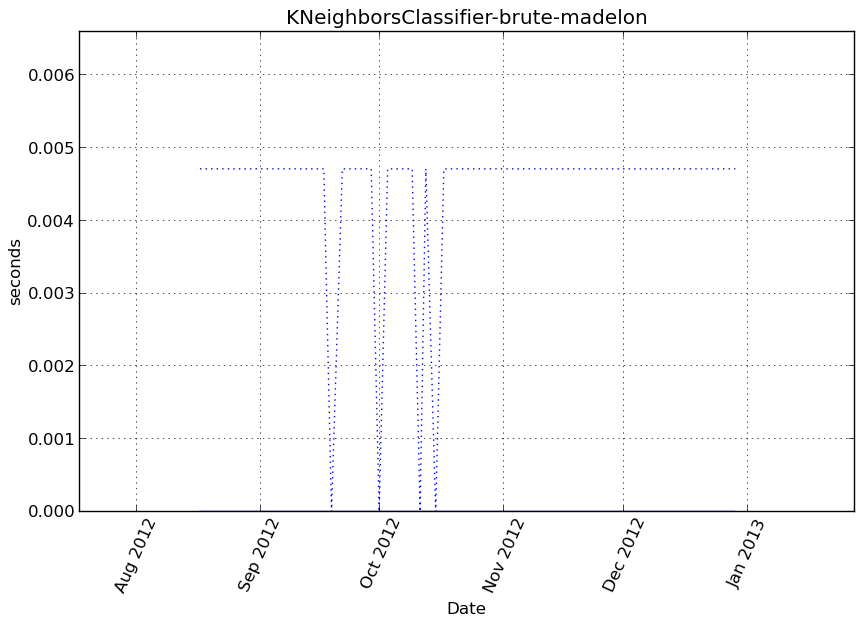 KNeighborsClassifier-brute-madelon
0.006
0.005
0.004
0.003
0.002
0.001
0.000
seconds
Aug 2012
Sep 2012
Oct 2012
Nov 2012
Dec 2012
Jan 2013
Date